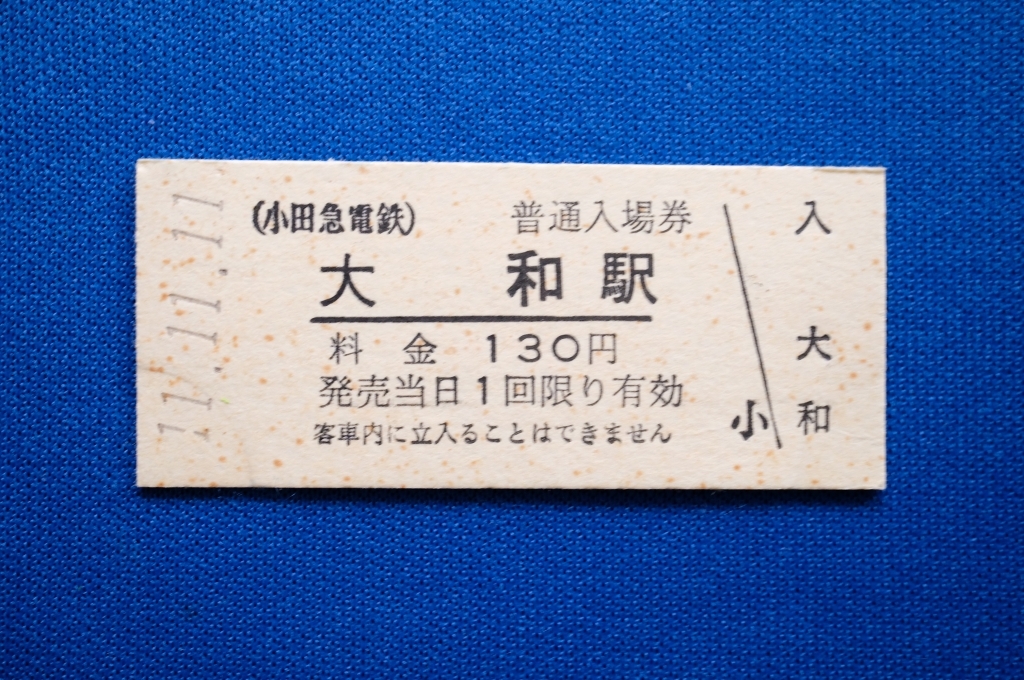 11.11.11
(小田急電鉄) 普通入場券
大和駅
料金 130円
発売当日1回限り有効
客車内に立入ることはできません
小
入
大和